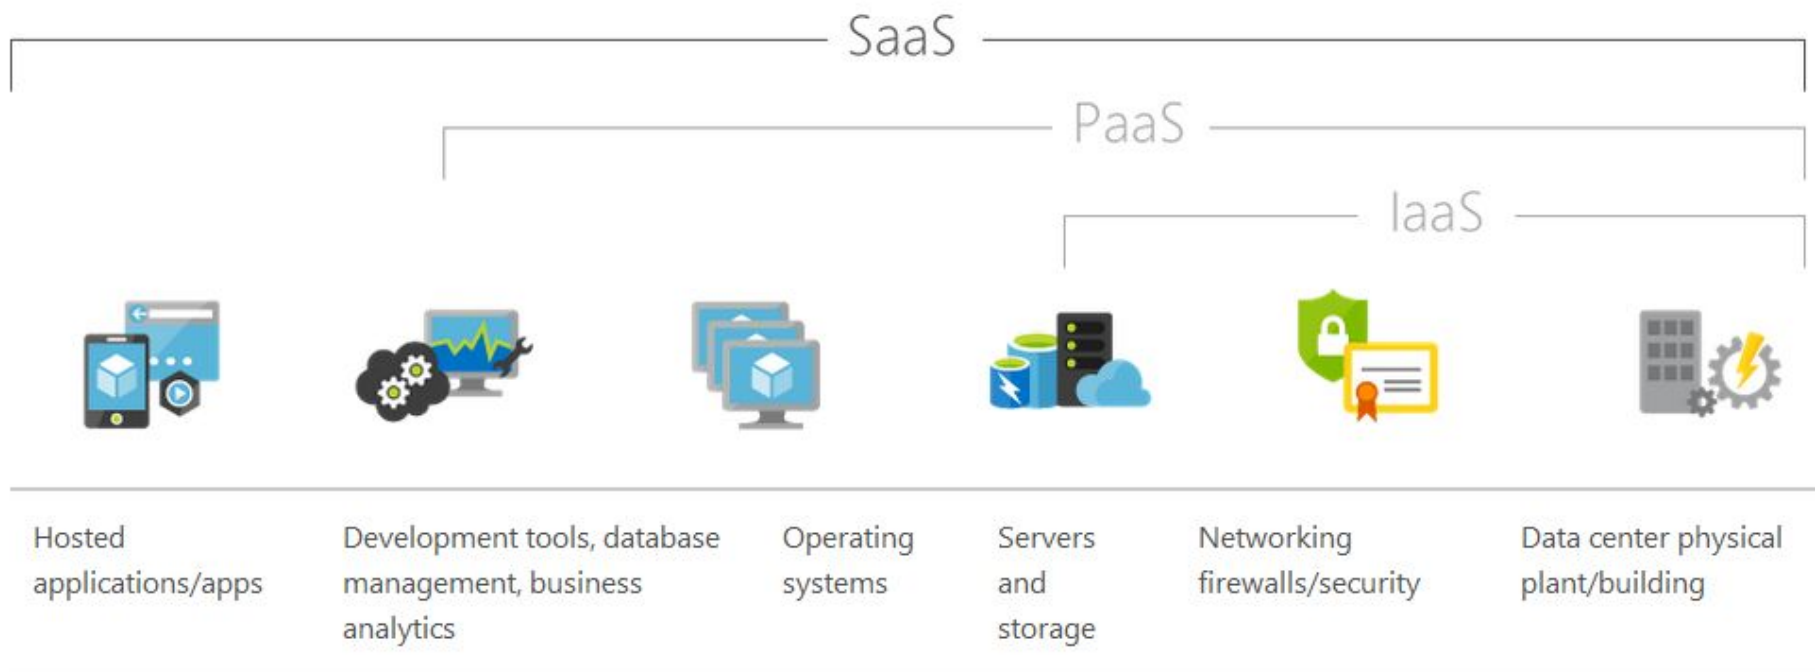 SaaS
PaaS
IaaS
Hosted
applications/apps
Development tools, database
management, business
analytics
Operating
systems
Servers
and
storage
Networking
firewalls/security
Data center physical
plant/building